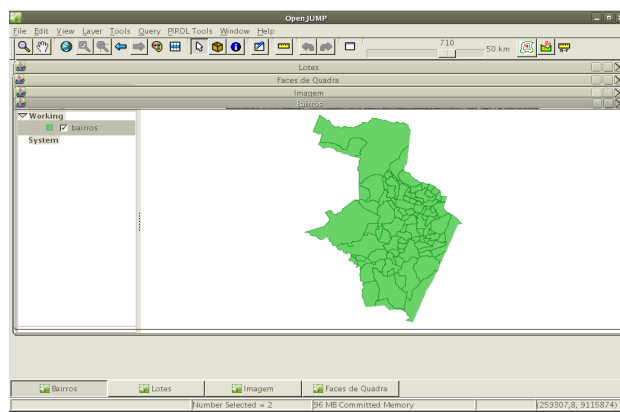 OpenJUMP
File Edit View Layer Tools Query PIROL Tools Window Help
710
50 km
Lotes
Faces de Quadra
Imagem
Bairros
Working
bairros
System
Bairros Lotes Imagem Faces de Quadra
Number Selected = 2 96 MB Committed Memory (259307,8, 9115874)